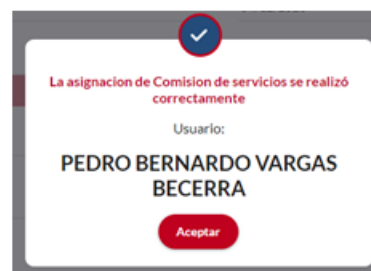 La asignacion de Comision de servicios se realizó
correctamente
Usuario:
PEDRO BERNARDO VARGAS
BECERRA
Aceptar